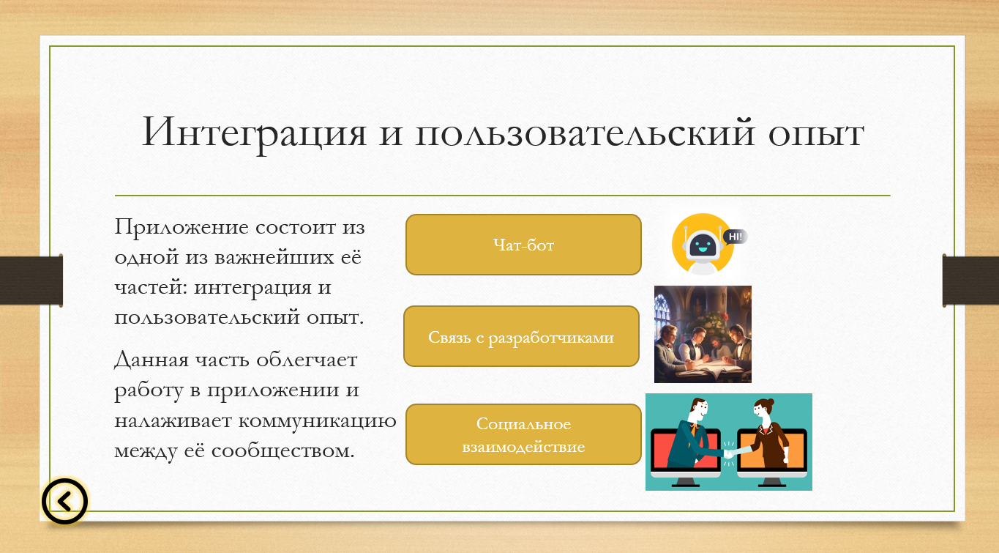 Интеграция и пользовательский опыт
Приложение состоит из
одной из важнейших её
частей: интеграция и
пользовательский опыт.
Данная часть облегчает
работу в приложении и
налаживает коммуникацию
между её сообществом.
Чат-бот
HI!
Связь с разработчиками
Социальное
взаимодействие